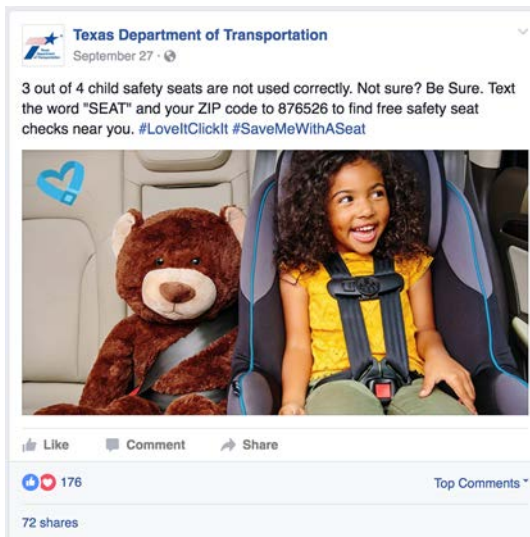 Texas Department of Transportation
September 27 ·
3 out of 4 child safety seats are not used correctly. Not sure? Be Sure. Text
the word "SEAT" and your ZIP code to 876526 to find free safety seat
checks near you. #LoveItClickIt #SaveMeWithASeat
Like Comment Share
176 Top Comments
72 shares